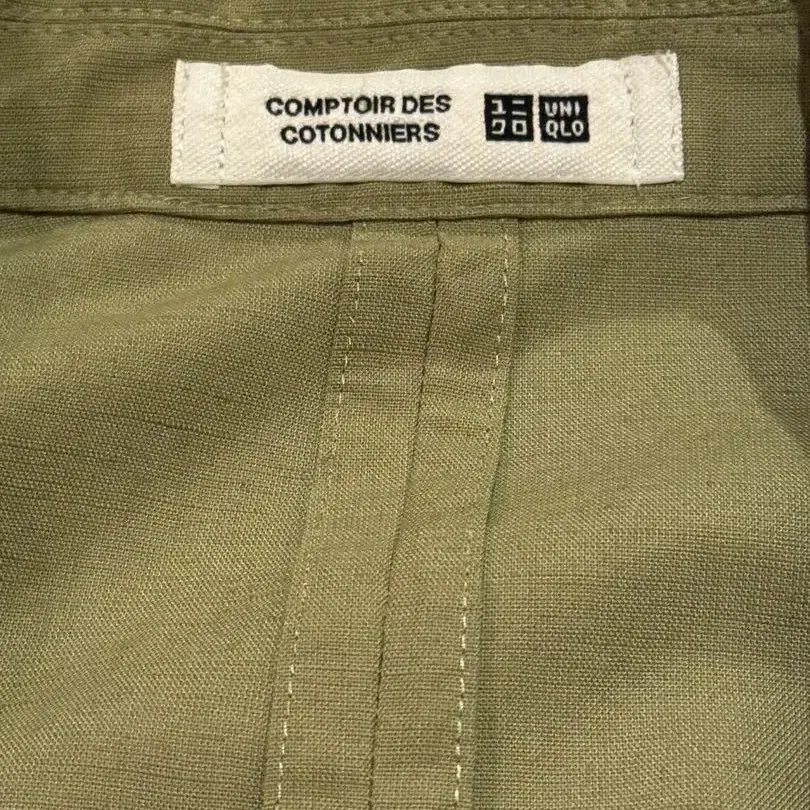 COMPTOIR DES
COTONNIERS
ユニ
クロ
UNI
QLO